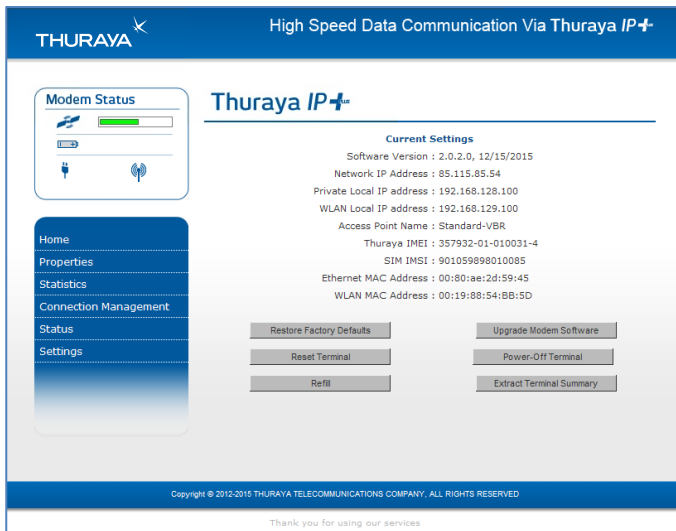 THURAYA
High Speed Data Communication Via Thuraya IP+
Modem Status
Thuraya IP+
Current Settings
Software Version : 2.0.2.0, 12/15/2015
Network IP Address : 85.115.85.54
Private Local IP address : 192.168.128.100
WLAN Local IP address : 192.168.129.100
Access Point Name : Standard-VBR
Thuraya IMEI : 357932-01-010031-4
SIM IMSI : 901059898010085
Ethernet MAC Address : 00:80:ae:2d:59:45
WLAN MAC Address : 00:19:88:54:BB:5D
Home
Properties
Statistics
Connection Management
Status
Settings
Restore Factory Defaults
Upgrade Modem Software
Reset Terminal
Power-Off Terminal
Refill
Extract Terminal Summary
Copyright © 2012-2015 THURAYA TELECOMMUNICATIONS COMPANY, ALL RIGHTS RESERVED
Thank you for using our services